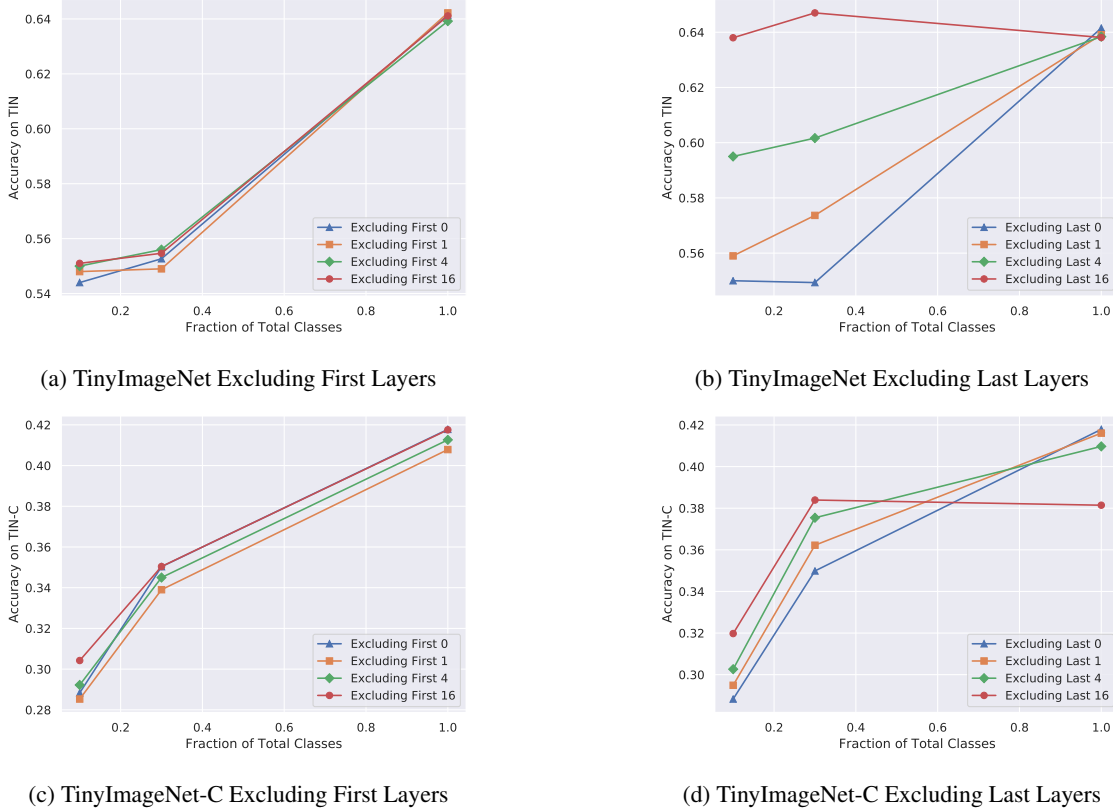 0.64
0.62
0.60
0.58
0.56
0.54
Accuracy on TIN
0.2 0.4 0.6 0.8 1.0
Fraction of Total Classes
Excluding First 0
Excluding First 1
Excluding First 4
Excluding First 16
(a) TinyImageNet Excluding First Layers
0.64
0.62
0.60
0.58
0.56
Accuracy on TIN
0.2 0.4 0.6 0.8 1.0
Fraction of Total Classes
Excluding Last 0
Excluding Last 1
Excluding Last 4
Excluding Last 16
(b) TinyImageNet Excluding Last Layers
0.42
0.40
0.38
0.36
0.34
0.32
0.30
0.28
Accuracy on TIN-C
0.2 0.4 0.6 0.8 1.0
Fraction of Total Classes
Excluding First 0
Excluding First 1
Excluding First 4
Excluding First 16
(c) TinyImageNet-C Excluding First Layers
0.42
0.40
0.38
0.36
0.34
0.32
0.30
Accuracy on TIN-C
0.2 0.4 0.6 0.8 1.0
Fraction of Total Classes
Excluding Last 0
Excluding Last 1
Excluding Last 4
Excluding Last 16
(d) TinyImageNet-C Excluding Last Layers